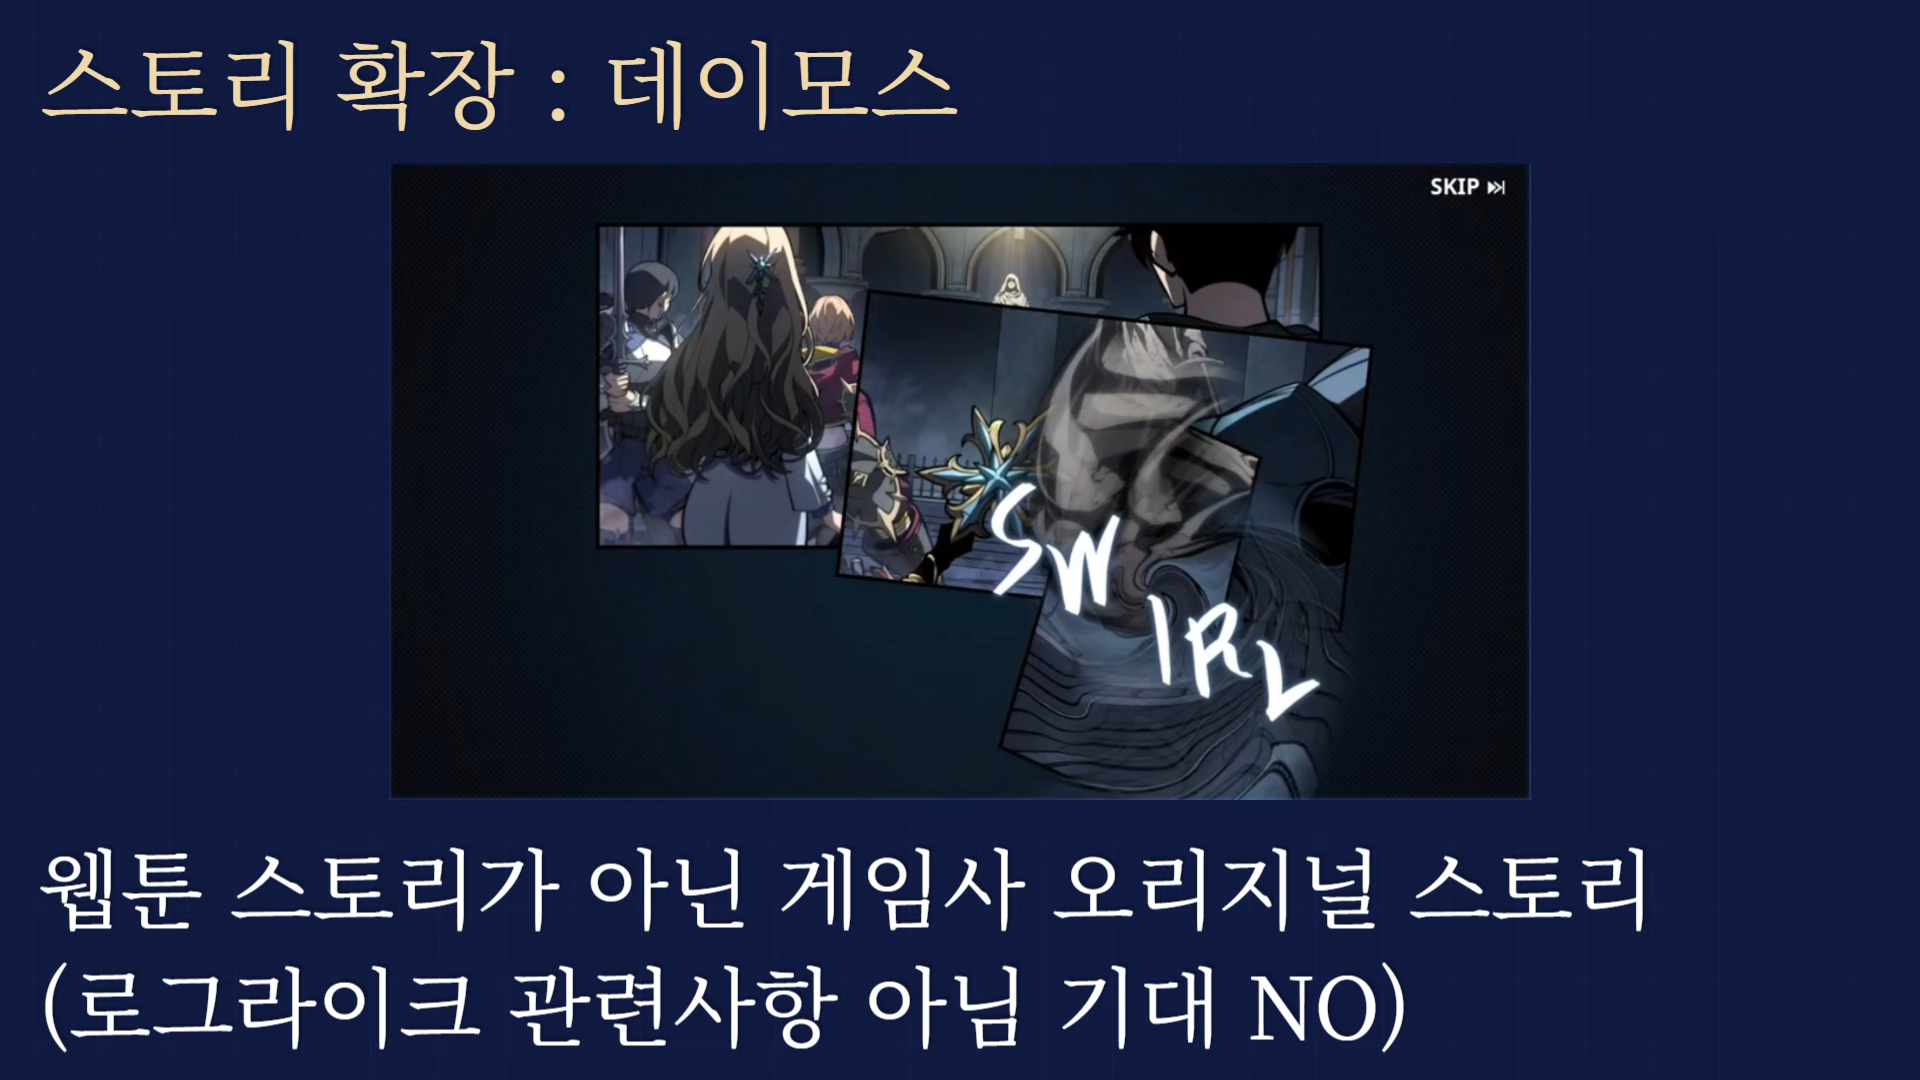 스토리 확장 : 데이모스
SKIP
SWIRL
웹툰 스토리가 아닌 게임사 오리지널 스토리
(로그라이크 관련사항 아님 기대 NO)